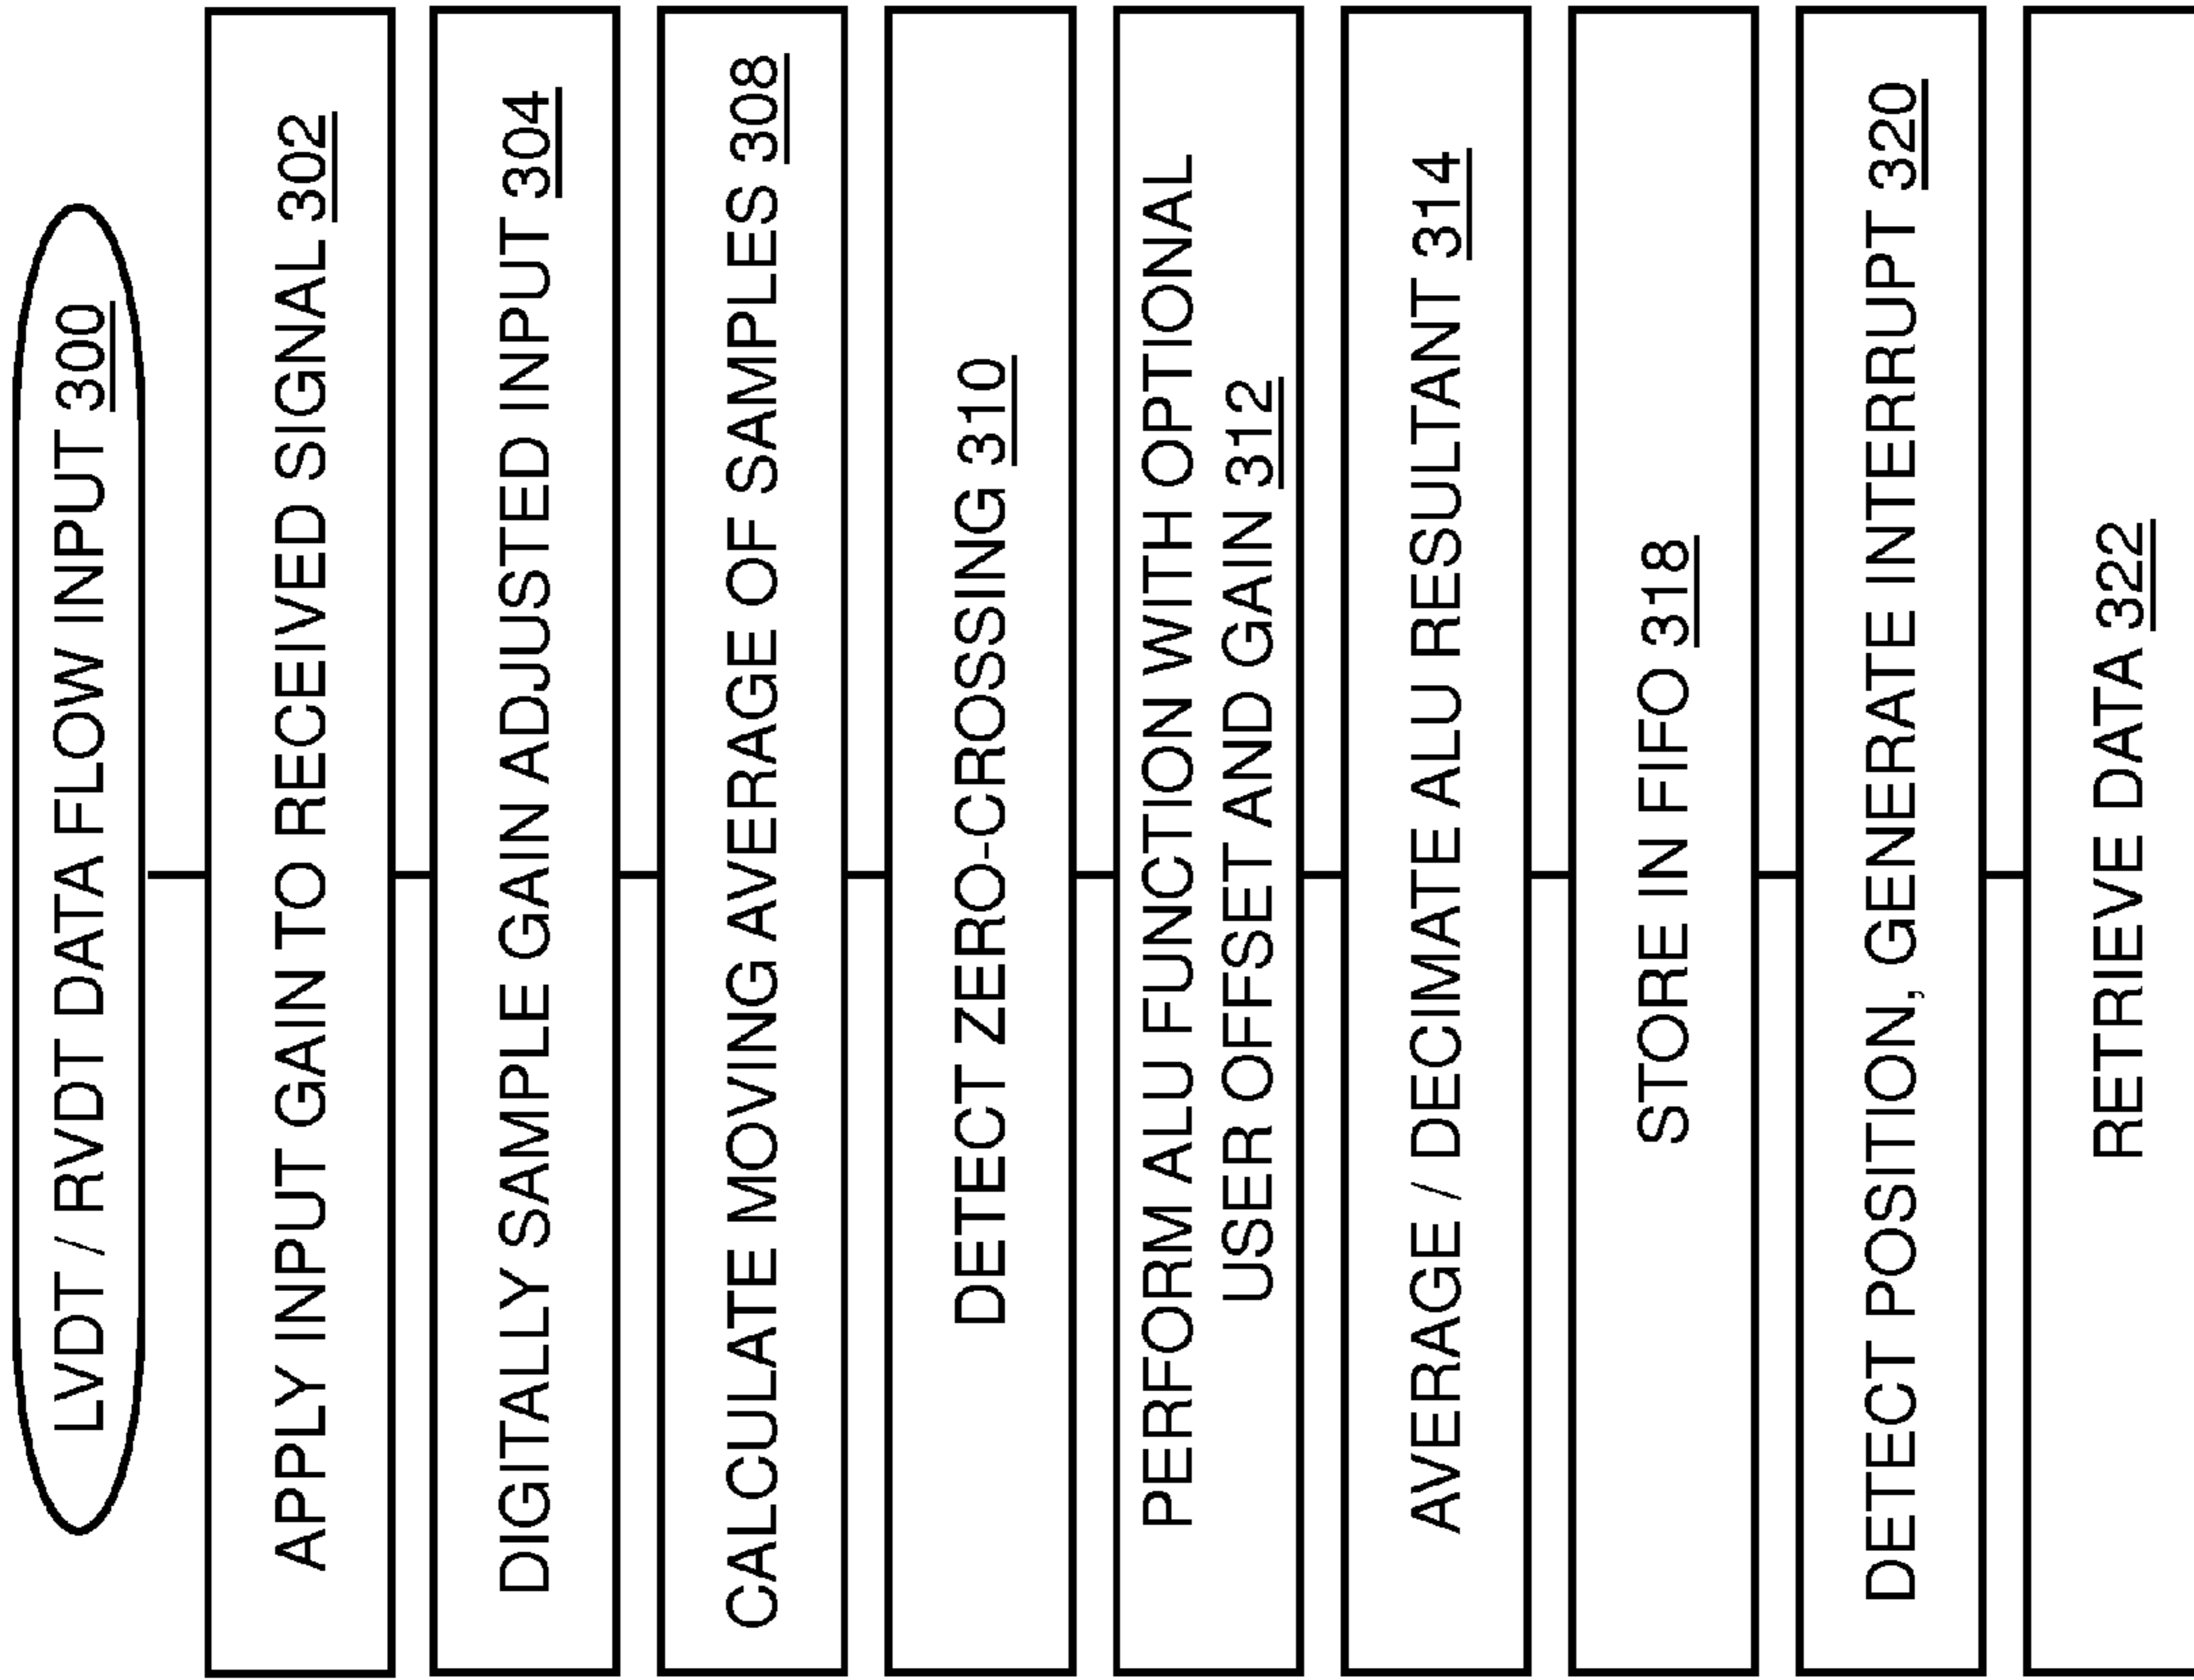 LVDT / RVDT DATA FLOW INPUT 300
APPLY INPUT GAIN TO RECEIVED SIGNAL 302
DIGITALLY SAMPLE GAIN ADJUSTED INPUT 304
CALCULATE MOVING AVERAGE OF SAMPLES 308
DETECT ZERO-CROSSING 310
PERFORM ALU FUNCTION WITH OPTIONAL
USER OFFSET AND GAIN 312
AVERAGE / DECIMATE ALU RESULTANT 314
STORE IN FIFO 318
DETECT POSITION, GENERATE INTERRUPT 320
RETRIEVE DATA 322